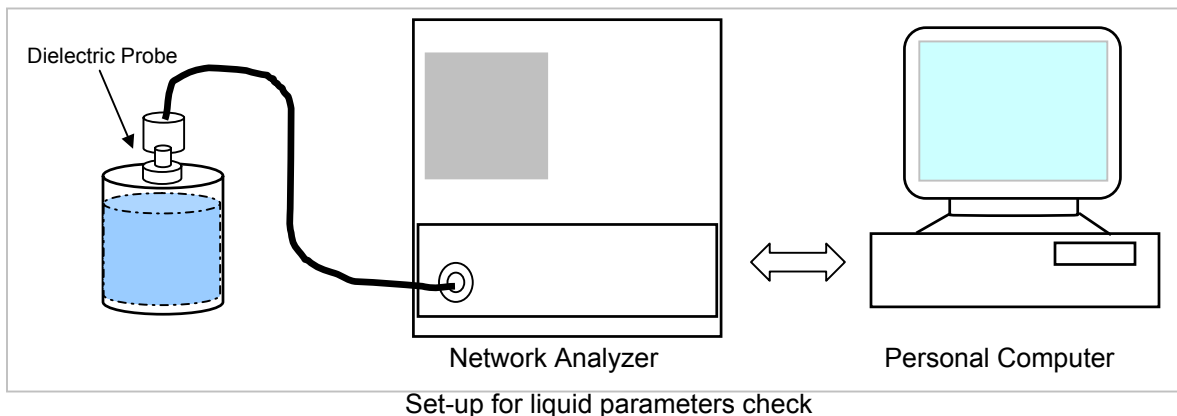 Dielectric Probe
Network Analyzer
Personal Computer
Set-up for liquid parameters check